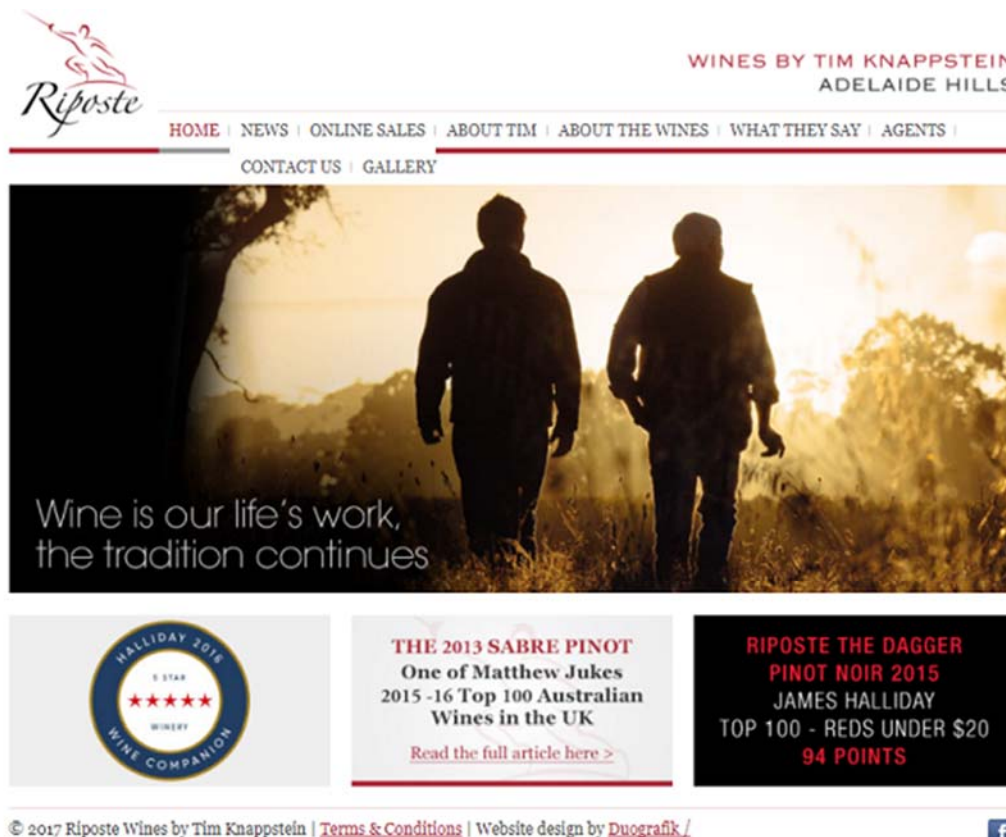 Riposte
WINES BY TIM KNAPPSTEIN
ADELAIDE HILLS
HOME | NEWS | ONLINE SALES | ABOUT TIM | ABOUT THE WINES | WHAT THEY SAY | AGENTS |
CONTACT US | GALLERY
Wine is our life's work,
the tradition continues
HALLIDAY 2016
5 STAR
WINERY
WINE COMPANION
THE 2013 SABRE PINOT
One of Matthew Jukes
2015 -16 Top 100 Australian
Wines in the UK
Read the full article here >
RIPOSTE THE DAGGER
PINOT NOIR 2015
JAMES HALLIDAY
TOP 100 - REDS UNDER $20
94 POINTS
© 2017 Riposte Wines by Tim Knappstein | Terms & Conditions | Website design by Duografik /